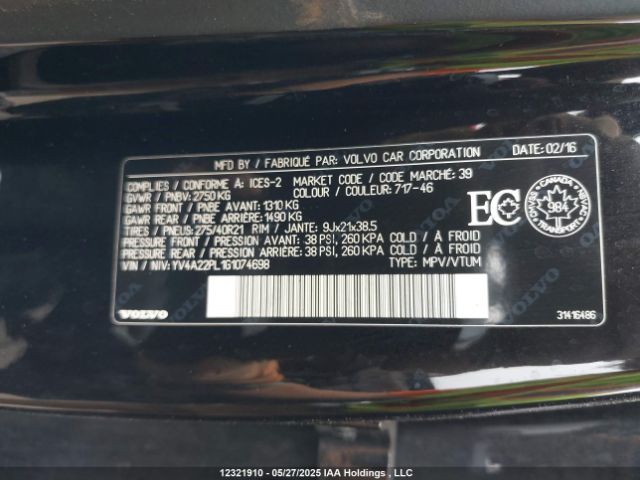 MFD BY / FABRIQUÉ PAR: VOLVO CAR CORPORATION DATE: 02/16
COMPLIES / CONFORME À: ICES-2 MARKET CODE / CODE MARCHÉ: 39
GVWR / PNBV: 2750 KG COLOUR / COULEUR: 717-46
GAWR FRONT / PNBE AVANT: 1310 KG
GAWR REAR / PNBE ARRIÈRE: 1490 KG
TIRES / PNEUS: 275/40R21 RIM / JANTE: 9Jx21x38.5
PRESSURE FRONT / PRESSION AVANT: 38 PSI, 260 KPA COLD / À FROID
PRESSURE REAR / PRESSION ARRIÈRE: 38 PSI, 260 KPA COLD / À FROID
VIN / NIV: YV4A22PL161074698 TYPE: MPV/VTUM
EC
CANADA
984
TRANSPORT
VOLVO
31416486
12321910 - 05/27/2025 IAA Holdings , LLC